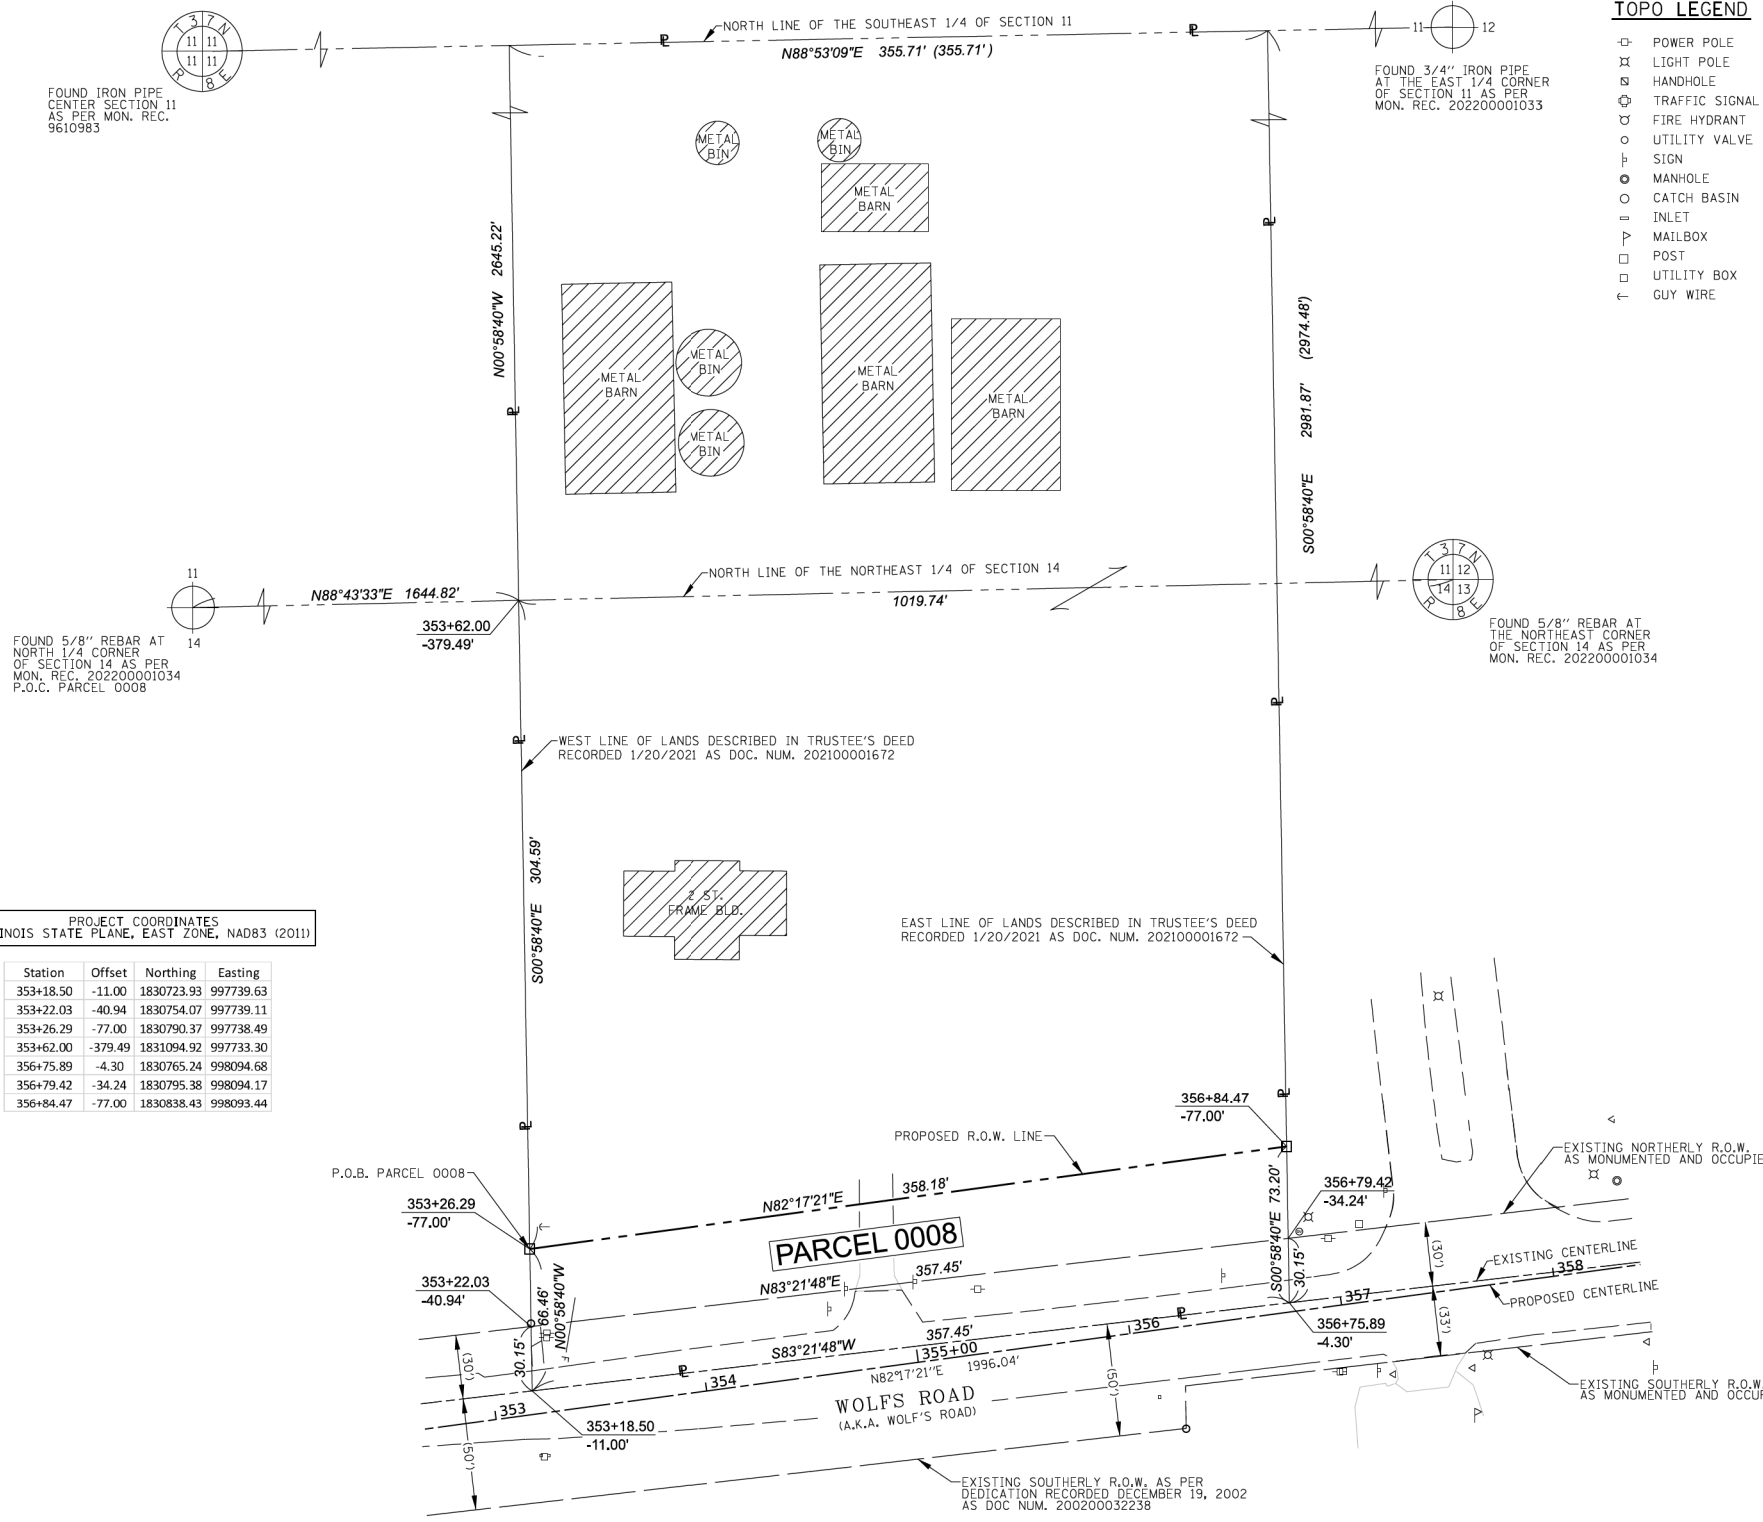 TOPO LEGEND
POWER POLE
LIGHT POLE
HANDHOLE
TRAFFIC SIGNAL
FIRE HYDRANT
UTILITY VALVE
SIGN
MANHOLE
CATCH BASIN
INLET
MAILBOX
POST
UTILITY BOX
GUY WIRE
T 37 N
11 11
11 11
R 8 E
FOUND IRON PIPE
CENTER SECTION 11
AS PER MON. REC.
9610983
NORTH LINE OF THE SOUTHEAST 1/4 OF SECTION 11
N88°53'09"E 355.71' (355.71')
11 12
FOUND 3/4" IRON PIPE
AT THE EAST 1/4 CORNER
OF SECTION 11 AS PER
MON. REC. 202200001033
METAL
BIN
METAL
BIN
METAL
BARN
N00°58'40"W 2645.22'
METAL
BARN
METAL
BIN
METAL
BIN
METAL
BARN
METAL
BARN
S00°58'40"E 2981.87' (2974.48')
11
14
FOUND 5/8" REBAR AT
NORTH 1/4 CORNER
OF SECTION 14 AS PER
MON. REC. 202200001034
P.O.C. PARCEL 0008
N88°43'33"E 1644.82'
353+62.00
-379.49'
NORTH LINE OF THE NORTHEAST 1/4 OF SECTION 14
1019.74'
T 37 N
11 12
14 13
R 8 E
FOUND 5/8" REBAR AT
THE NORTHEAST CORNER
OF SECTION 14 AS PER
MON. REC. 202200001034
WEST LINE OF LANDS DESCRIBED IN TRUSTEE'S DEED
RECORDED 1/20/2021 AS DOC. NUM. 202100001672
S00°58'40"E 304.59'
2 ST.
FRAME BLD.
EAST LINE OF LANDS DESCRIBED IN TRUSTEE'S DEED
RECORDED 1/20/2021 AS DOC. NUM. 202100001672
PROJECT COORDINATES
INOIS STATE PLANE, EAST ZONE, NAD83 (2011)
Station Offset Northing Easting
353+18.50 -11.00 1830723.93 997739.63
353+22.03 -40.94 1830754.07 997739.11
353+26.29 -77.00 1830790.37 997738.49
353+62.00 -379.49 1831094.92 997733.30
356+75.89 -4.30 1830765.24 998094.68
356+79.42 -34.24 1830795.38 998094.17
356+84.47 -77.00 1830838.43 998093.44
356+84.47
-77.00'
PROPOSED R.O.W. LINE
P.O.B. PARCEL 0008
353+26.29
-77.00'
N82°17'21"E 358.18'
PARCEL 0008
S00°58'40"E 73.20'
356+79.42
-34.24'
EXISTING NORTHERLY R.O.W.
AS MONUMENTED AND OCCUPIE
353+22.03
-40.94'
66.46'
N00°58'40"W
N83°21'48"E 357.45'
30.15'
(30')
EXISTING CENTERLINE
358
PROPOSED CENTERLINE
357
356+75.89
-4.30'
(33')
(30')
30.15'
S83°21'48"W 357.45'
356
355+00
N82°17'21"E 1996.04'
354
353
WOLFS ROAD
(A.K.A. WOLF'S ROAD)
(50')
353+18.50
-11.00'
(50')
EXISTING SOUTHERLY R.O.W.
AS MONUMENTED AND OCCUP
EXISTING SOUTHERLY R.O.W. AS PER
DEDICATION RECORDED DECEMBER 19, 2002
AS DOC NUM. 200200032238